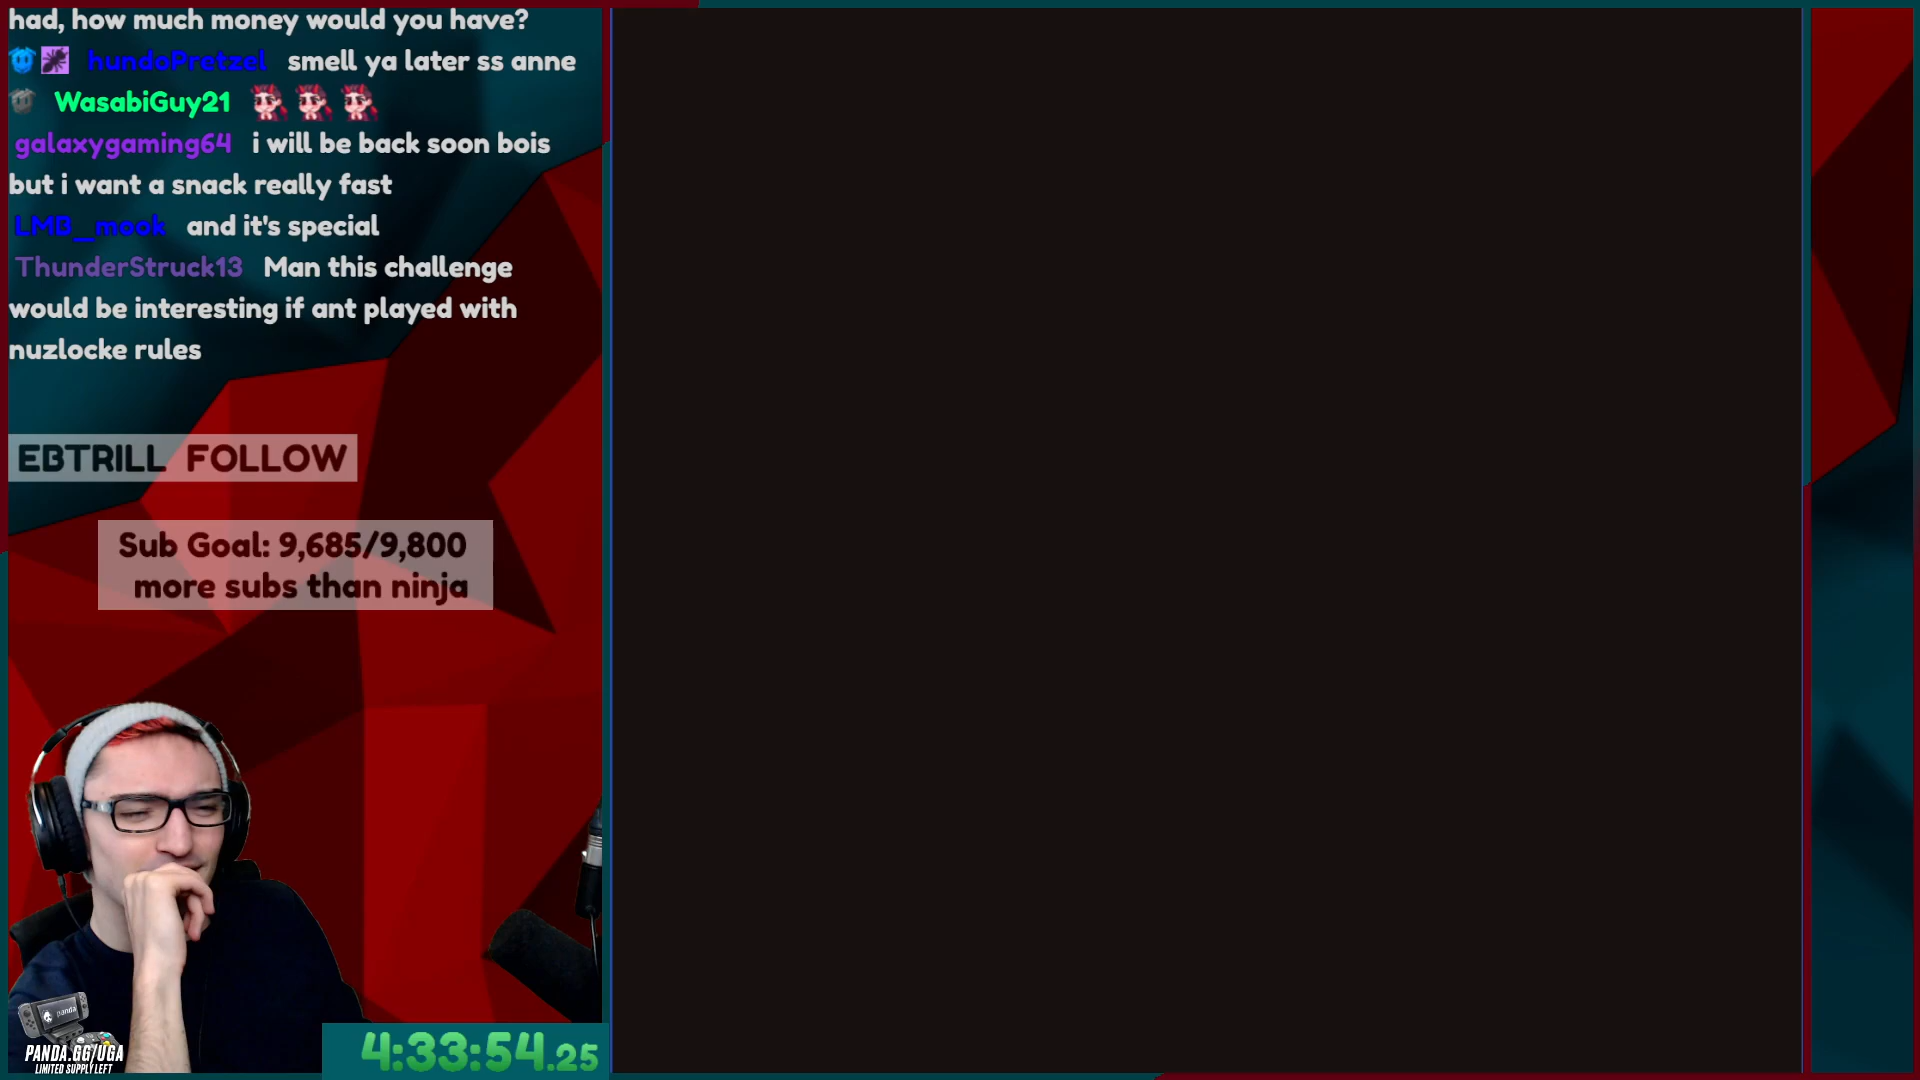 had, how much money would you have?
hundoPretzel smell ya later ss anne
WasabiGuy21
galaxygaming64 i will be back soon bois
but i want a snack really fast
LMB_mook and it's special
ThunderStruck13 Man this challenge
would be interesting if ant played with
nuzlocke rules
EBTRILL FOLLOW
Sub Goal: 9,685/9,800
more subs than ninja
panda
PANDA.GG/UGA
LIMITED SUPPLY LEFT
4:33:54.25